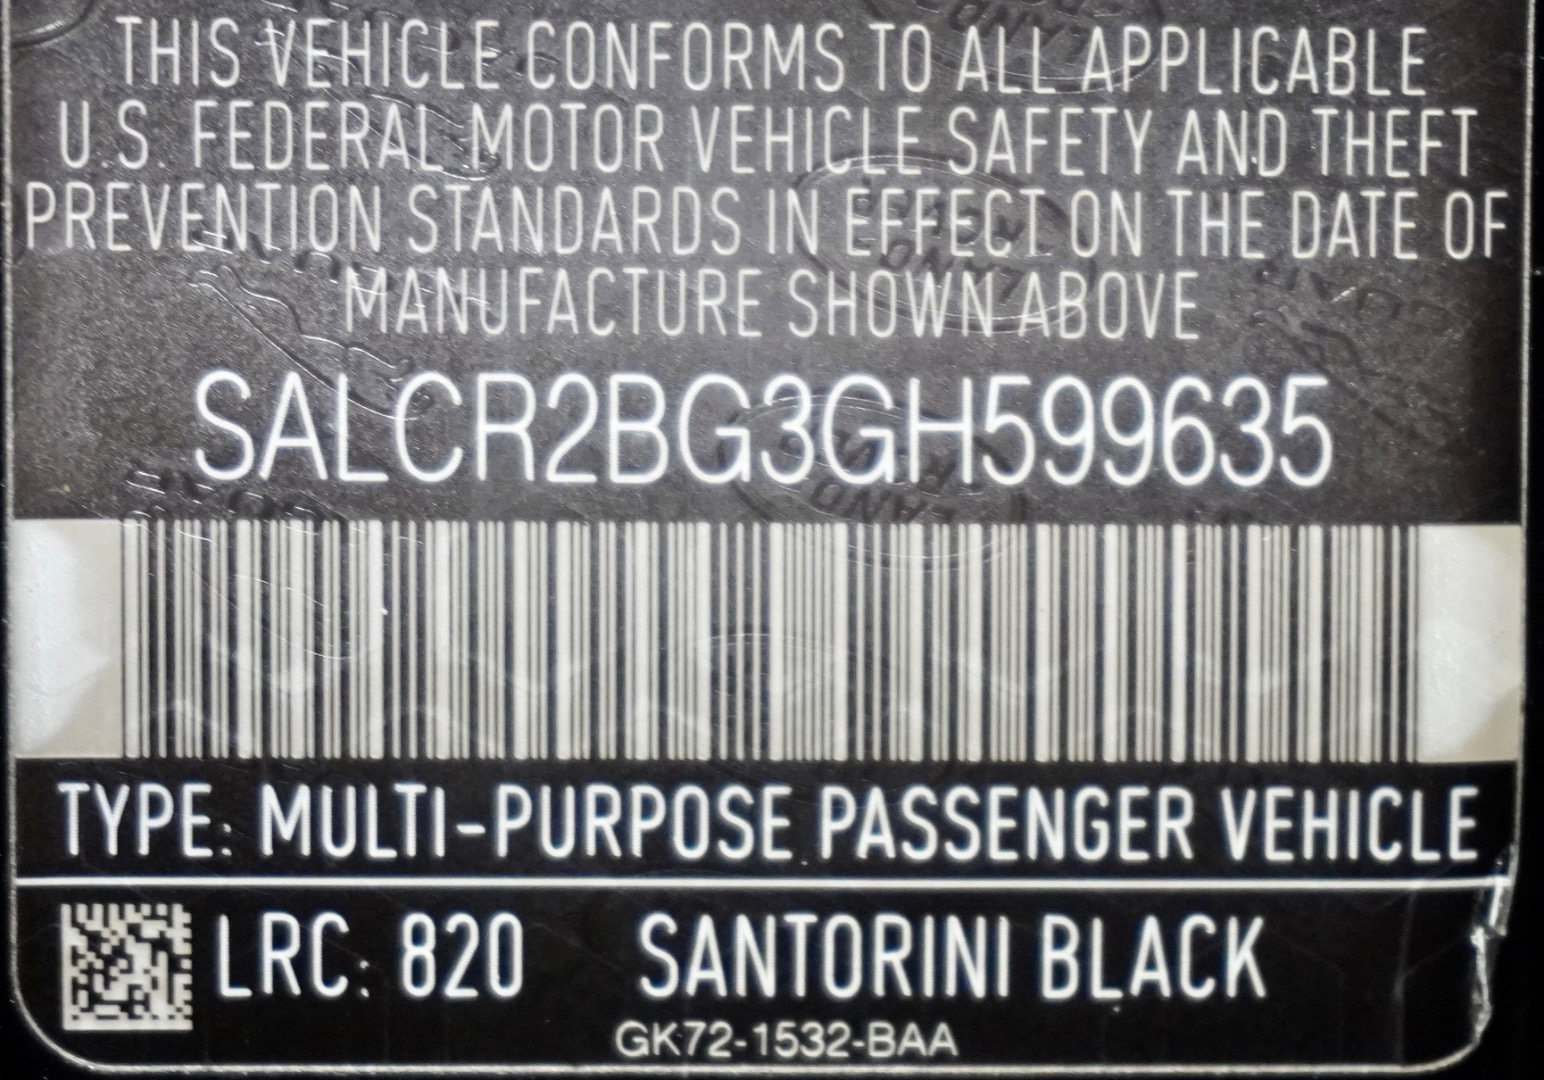 THIS VEHICLE CONFORMS TO ALL APPLICABLE
U.S. FEDERAL MOTOR VEHICLE SAFETY AND THEFT
PREVENTION STANDARDS IN EFFECT ON THE DATE OF
MANUFACTURE SHOWN ABOVE
SALCR2BG3GH599635
TYPE: MULTI-PURPOSE PASSENGER VEHICLE
LRC: 820 SANTORINI BLACK
GK72-1532-BAA